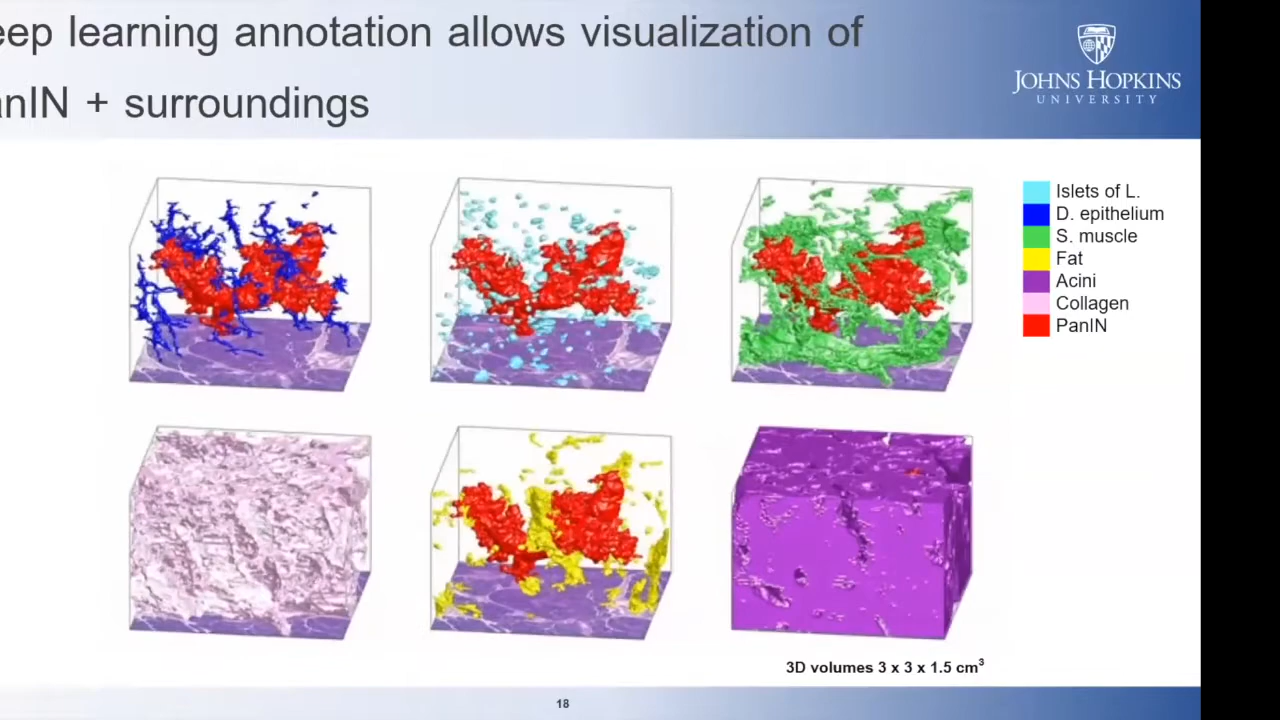 eep learning annotation allows visualization of
anIN + surroundings
JOHNS HOPKINS
UNIVERSITY
Islets of L.
D. epithelium
S. muscle
Fat
Acini
Collagen
PanIN
3D volumes 3 x 3 x 1.5 cm³
18